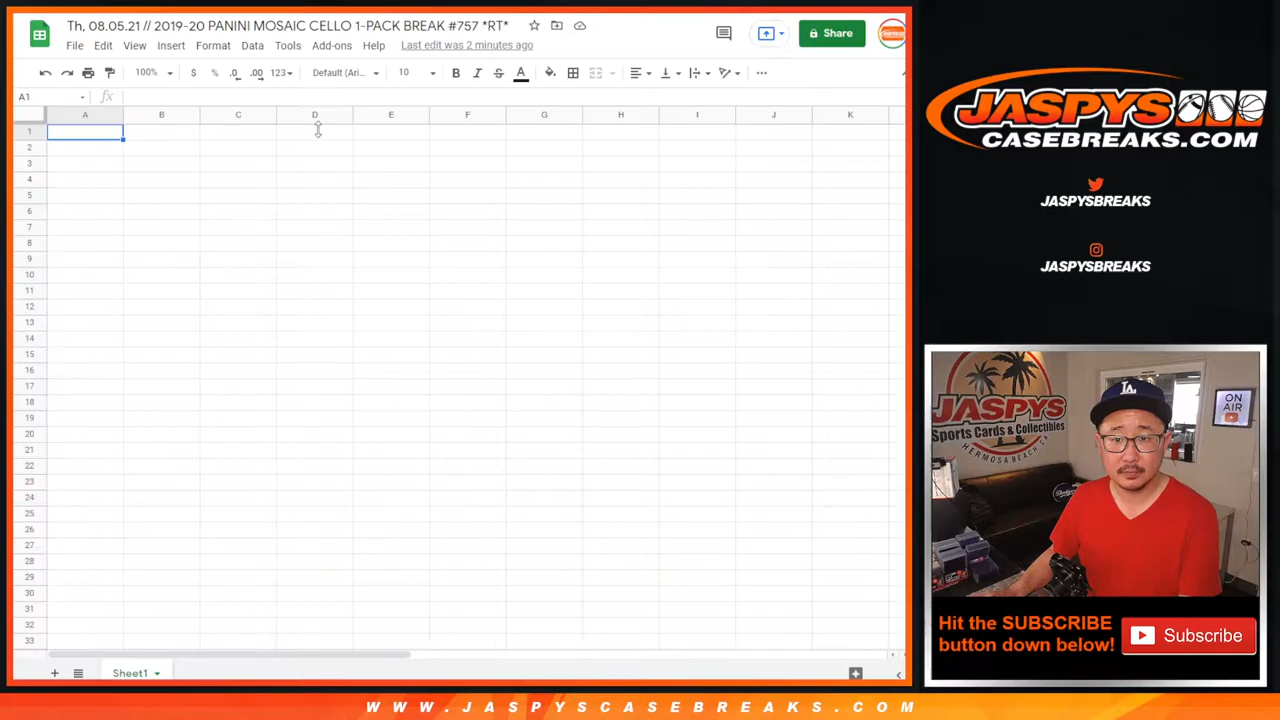 Th, 08.05.21 // 2019-20 PANINI MOSAIC CELLO 1-PACK BREAK #757 *RT*
File Edit View Insert Format Data Tools Add-ons Help Last edit was 2 minutes ago
Share
100% $ % .0 .00 123 Default (Ari... 10 B I S A
A1 fx
A B C D E F G H I J K
1
2
3
4
5
6
7
8
9
10
11
12
13
14
15
16
17
18
19
20
21
22
23
24
25
26
27
28
29
30
31
32
33
Sheet1
JASPYS
CASEBREAKS.COM
JASPYSBREAKS
JASPYSBREAKS
JASPYS
Sports Cards & Collectibles
HERMOSA BEACH CA
LA
ON
AIR
Dodgers
Hit the SUBSCRIBE
button down below!
Subscribe
WWW.JASPYSCASEBREAKS.COM